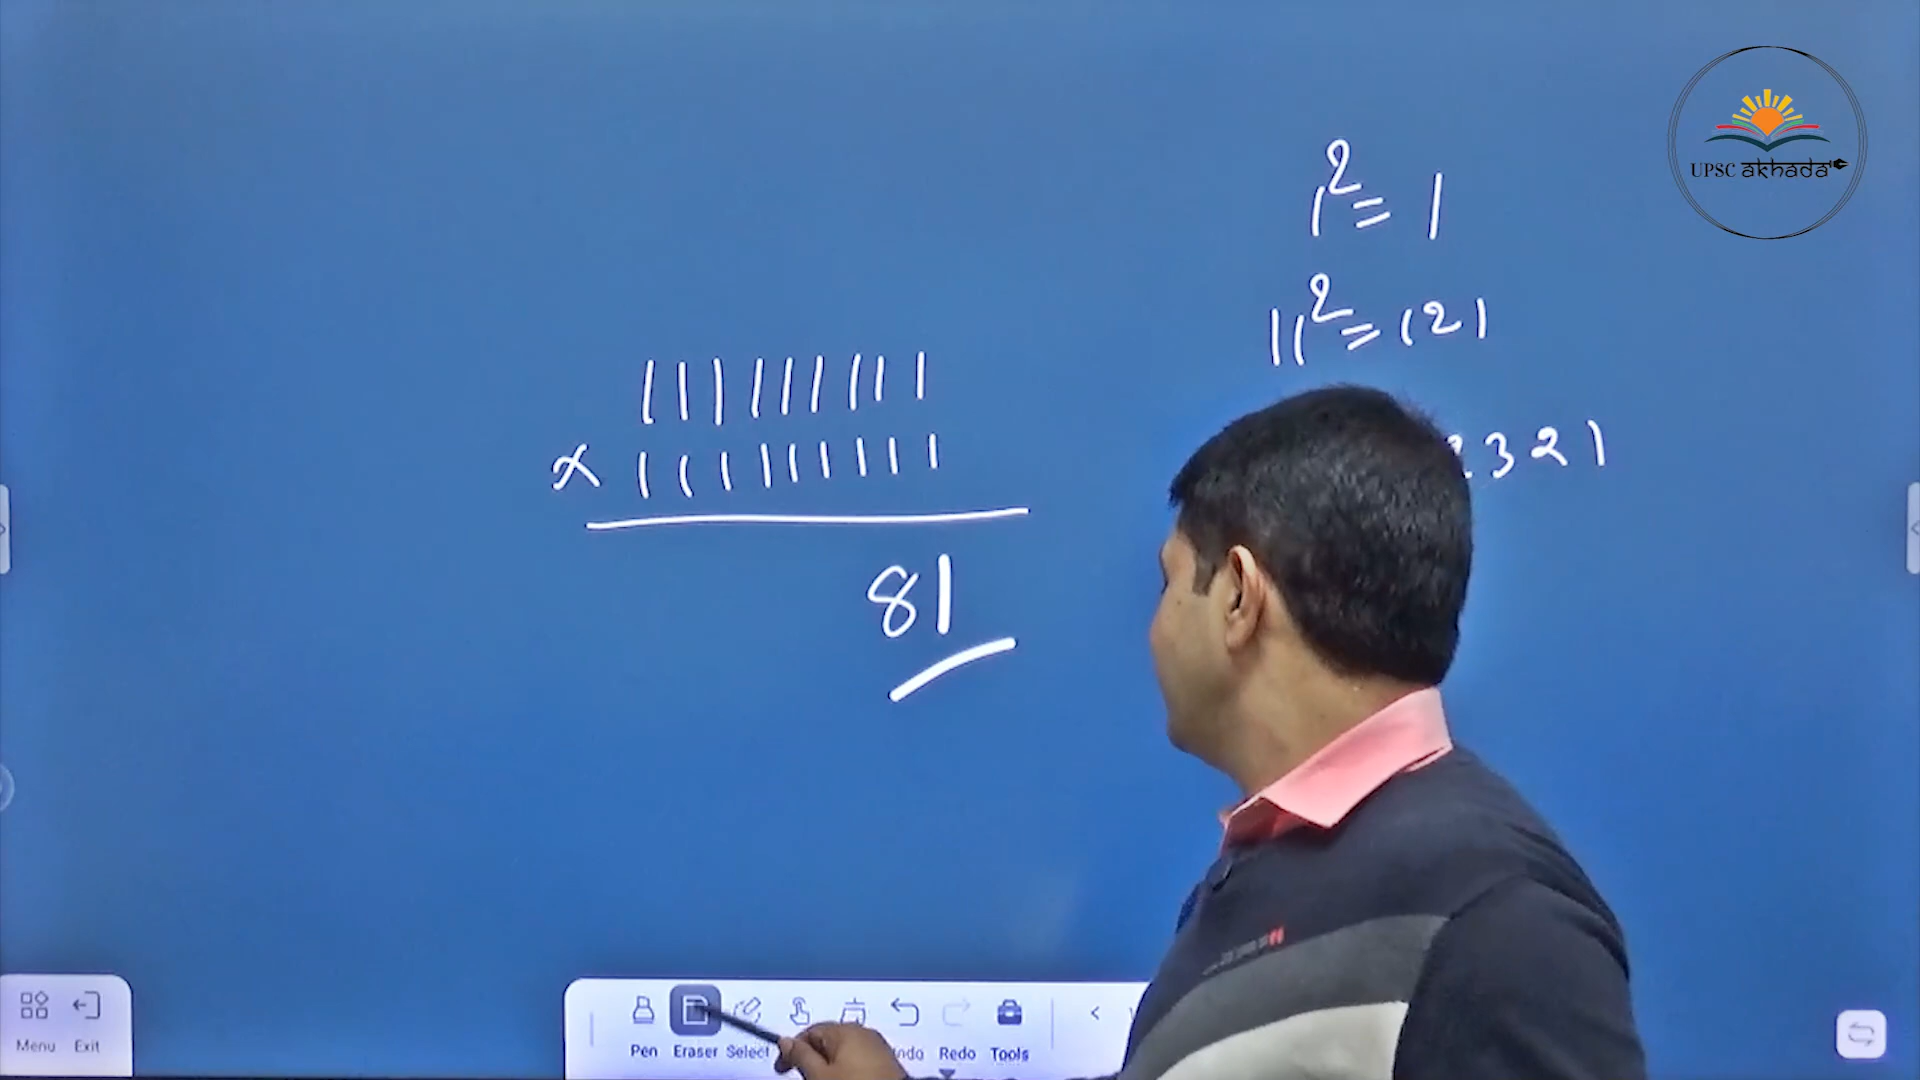 UPSC akhada
1² = 1
11² = 121
321
111111111
× 111111111
81
Menu Exit
Pen Eraser Select Redo Tools